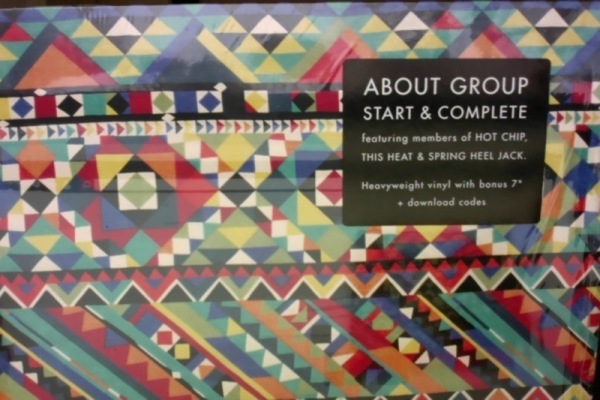 ABOUT GROUP
START & COMPLETE
featuring members of HOT CHIP,
THIS HEAT & SPRING HEEL JACK.
Heavyweight vinyl with bonus 7"
+ download codes